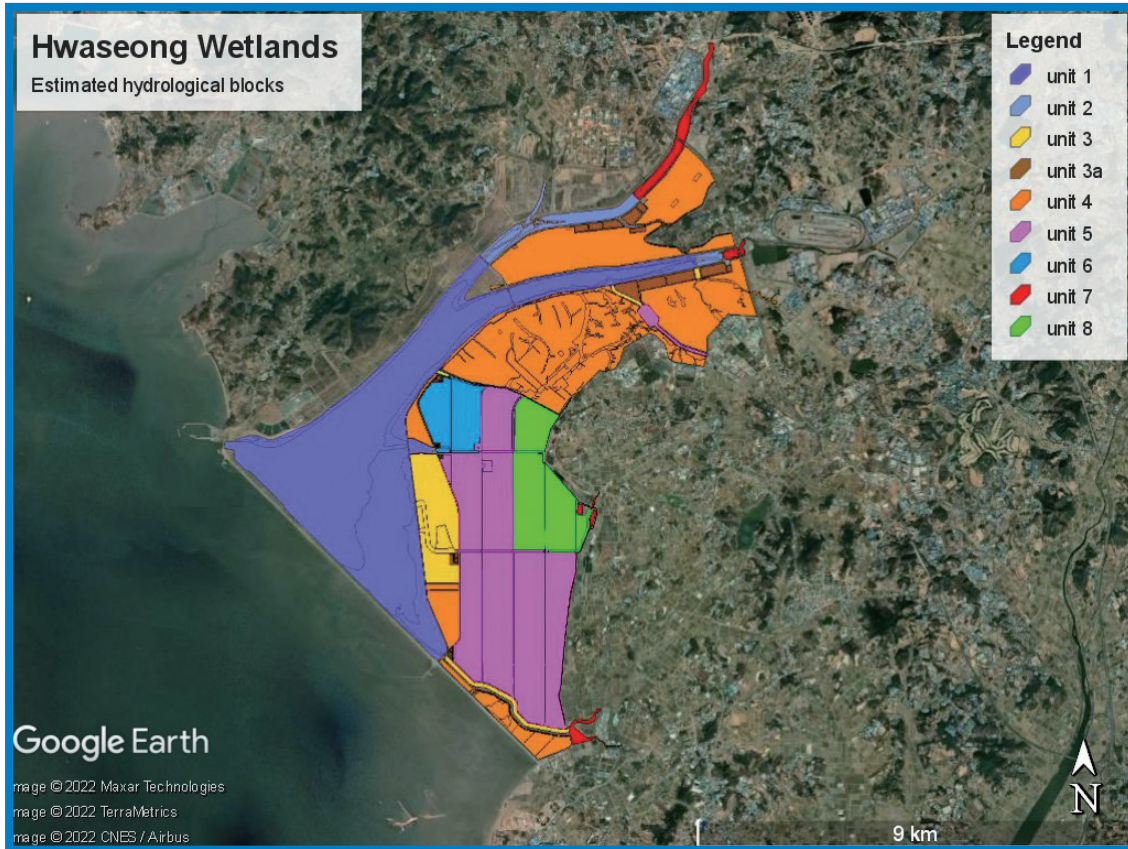 Hwaseong Wetlands
Estimated hydrological blocks
Legend
unit 1
unit 2
unit 3
unit 3a
unit 4
unit 5
unit 6
unit 7
unit 8
Google Earth
mage © 2022 Maxar Technologies
mage © 2022 TerraMetrics
mage © 2022 CNES / Airbus
9 km
N